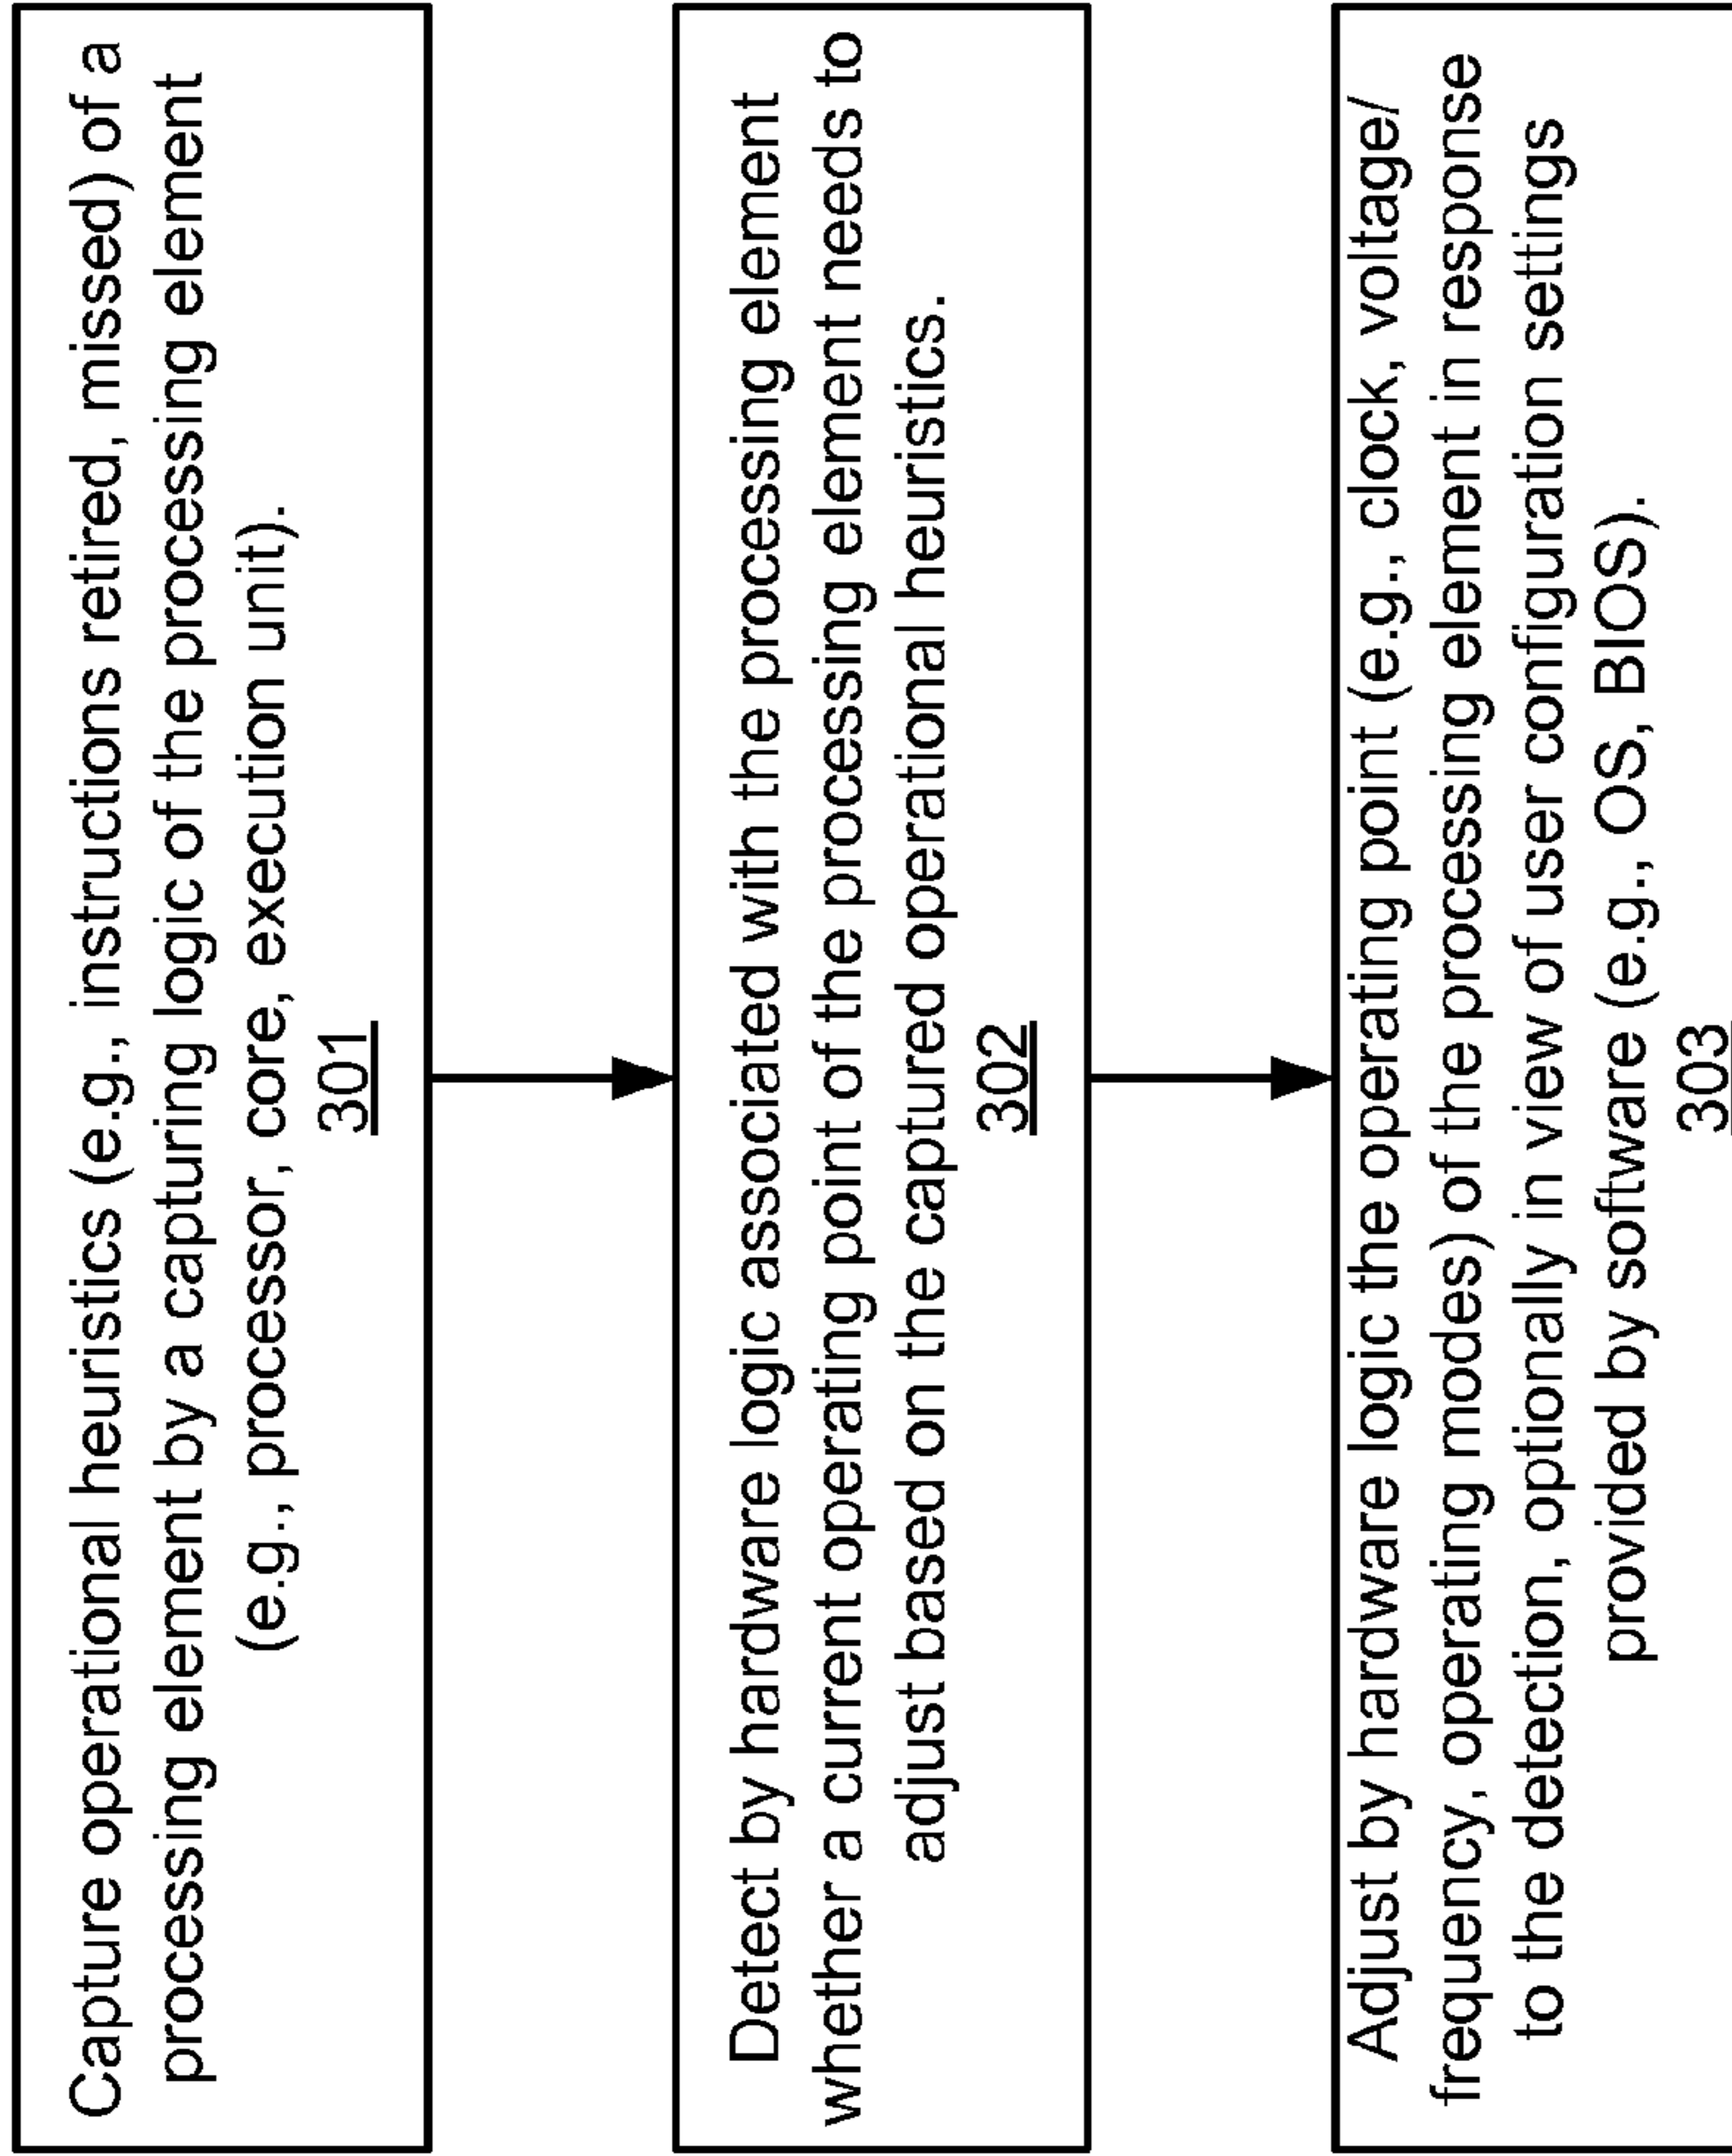 Capture operational heuristics (e.g., instructions retired, missed) of a
processing element by a capturing logic of the processing element
(e.g., processor, core, execution unit).
301
Detect by hardware logic associated with the processing element
whether a current operating point of the processing element needs to
adjust based on the captured operational heuristics.
302
Adjust by hardware logic the operating point (e.g., clock, voltage/
frequency, operating modes) of the processing element in response
to the detection, optionally in view of user configuration settings
provided by software (e.g., OS, BIOS).
303